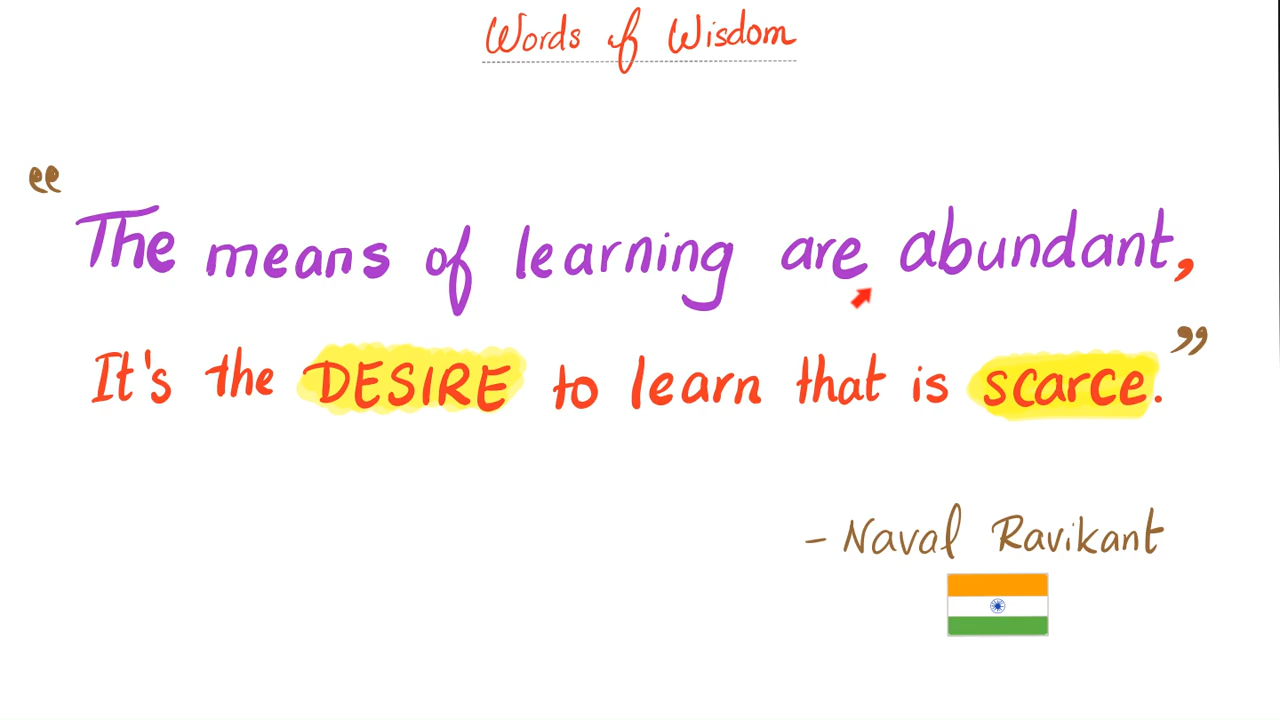 Words of Wisdom
“The means of learning are abundant,
It's the DESIRE to learn that is scarce.”
- Naval Ravikant